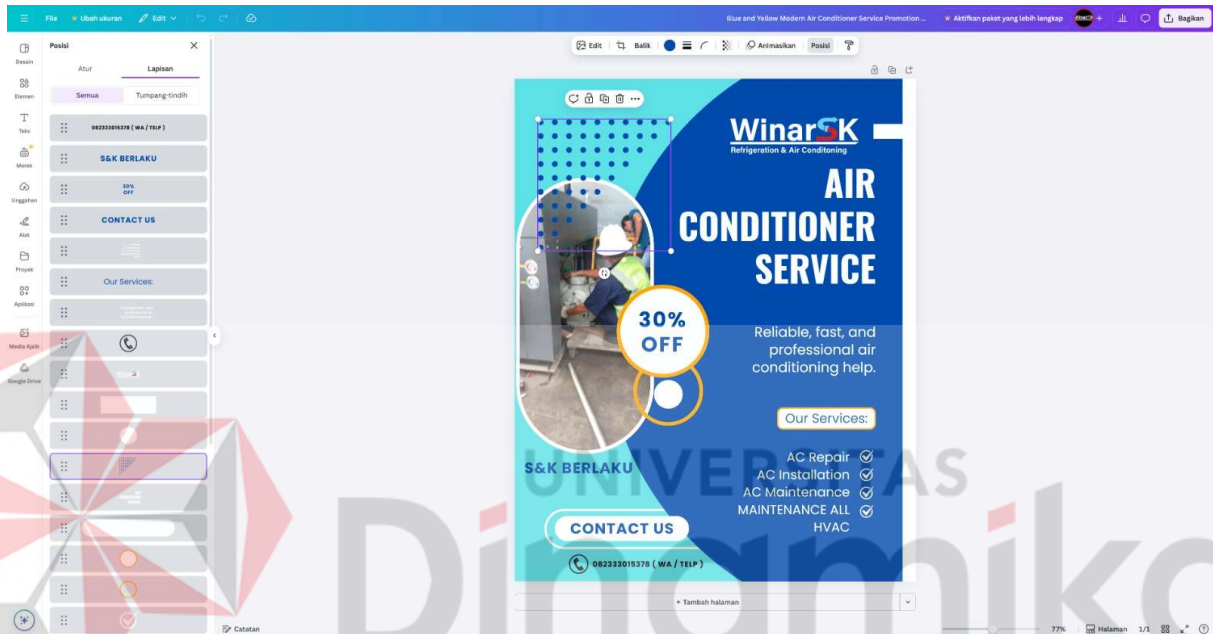 File
Ubah ukuran
Edit
Blue and Yellow Modern Air Conditioner Service Promotion ...
Aktifkan paket yang lebih lengkap
Bagikan
Desain
Elemen
Teks
Merek
Unggahan
Alat
Proyek
Aplikasi
Media Ajaib
Google Drive
Posisi
Atur
Lapisan
Semua
Tumpang-tindih
082333015378 ( WA / TELP )
S&K BERLAKU
30%
OFF
CONTACT US
Our Services:
Edit
Balik
Animasikan
Posisi
WinarSK
Refrigeration & Air Conditoning
AIR
CONDITIONER
SERVICE
30%
OFF
Reliable, fast, and
professional air
conditioning help.
Our Services:
AC Repair
AC Installation
AC Maintenance
MAINTENANCE ALL
HVAC
S&K BERLAKU
CONTACT US
082333015378 ( WA / TELP )
UNIVERSITAS
Dinamika
+ Tambah halaman
Catatan
77%
Halaman
1/1